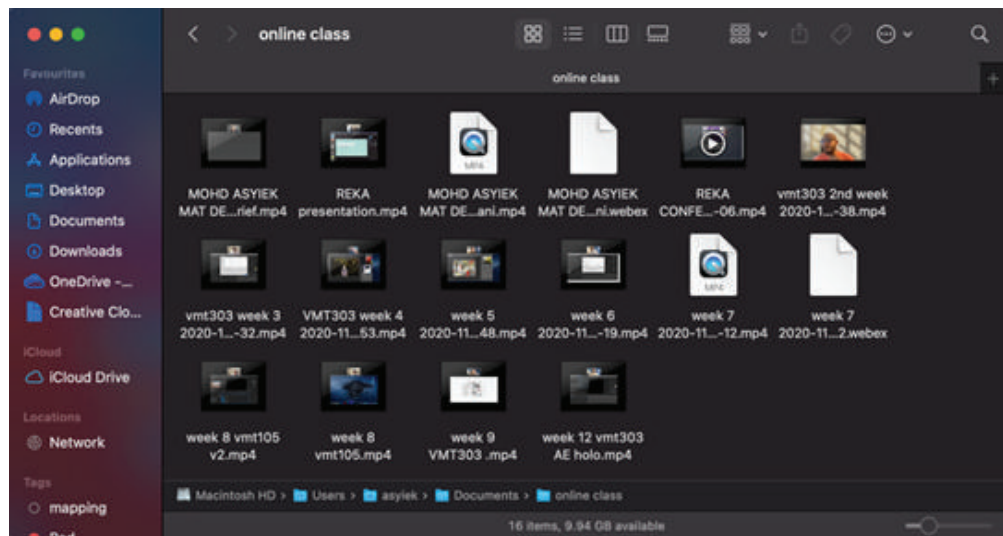 online class
online class
Favourites
AirDrop
Recents
Applications
Desktop
Documents
Downloads
OneDrive -...
Creative Clo...
iCloud
iCloud Drive
Locations
Network
Tags
mapping
Red
MP4
MOHD ASYIEK
MAT DE...rief.mp4
REKA
presentation.mp4
MOHD ASYIEK
MAT DE...ani.mp4
MOHD ASYIEK
MAT DE...ni.webex
REKA
CONFE...-06.mp4
vmt303 2nd week
2020-1...-38.mp4
MP4
vmt303 week 3
2020-1...-32.mp4
VMT303 week 4
2020-11...53.mp4
week 5
2020-11...48.mp4
week 6
2020-11...-19.mp4
week 7
2020-11...-12.mp4
week 7
2020-11...2.webex
week 8 vmt105
v2.mp4
week 8
vmt105.mp4
week 9
VMT303 .mp4
week 12 vmt303
AE holo.mp4
Macintosh HD › Users › asyiek › Documents › online class
16 items, 9.94 GB available